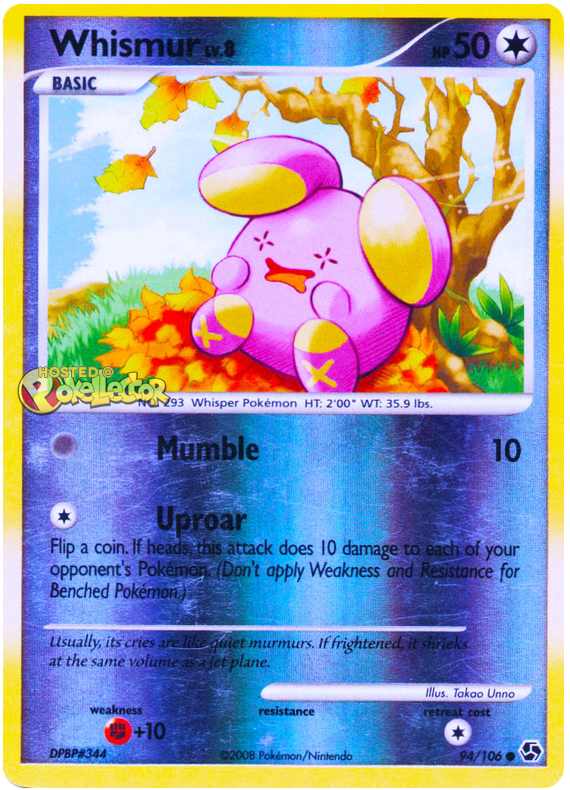 Whismur LV.8 HP 50
BASIC
HOSTED @
POKéLLECTOR
NO. 293 Whisper Pokémon HT: 2'00" WT: 35.9 lbs.
Mumble 10
Uproar
Flip a coin. If heads, this attack does 10 damage to each of your
opponent's Pokémon. (Don't apply Weakness and Resistance for
Benched Pokémon.)
Usually, its cries are like quiet murmurs. If frightened, it shrieks
at the same volume as a jet plane.
Illus. Takao Unno
weakness resistance retreat cost
+10
DPBP#344 ©2008 Pokémon/Nintendo 94/106